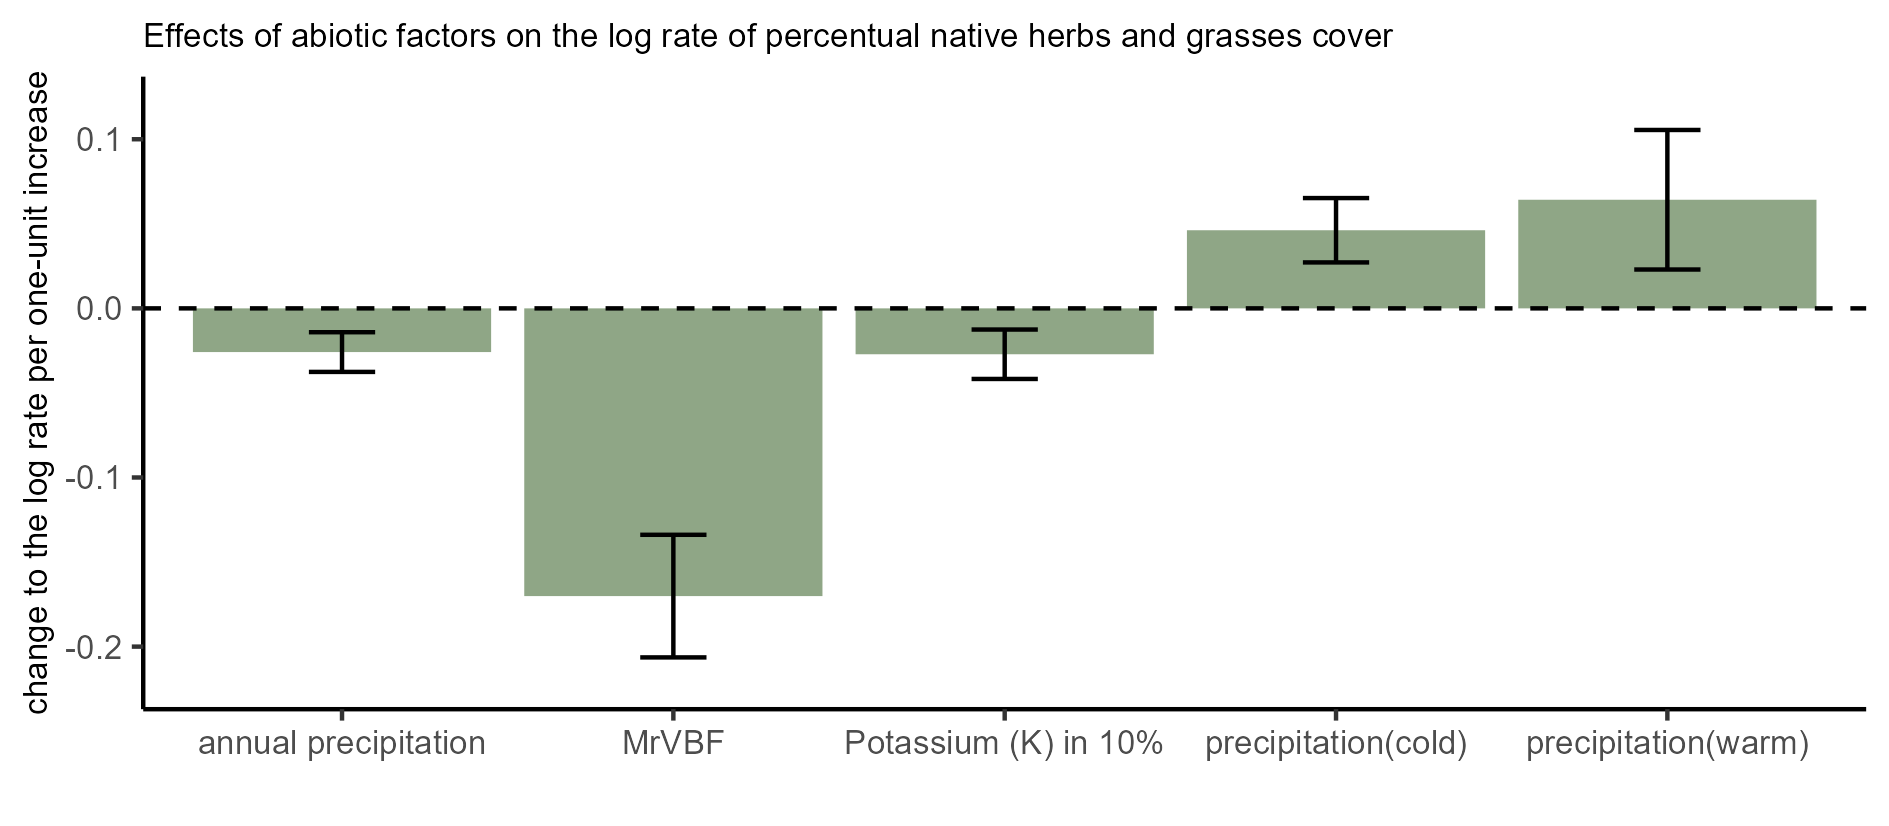 Effects of abiotic factors on the log rate of percentual native herbs and grasses cover
change to the log rate per one-unit increase
0.1
0.0
-0.1
-0.2
annual precipitation
MrVBF
Potassium (K) in 10%
precipitation(cold)
precipitation(warm)